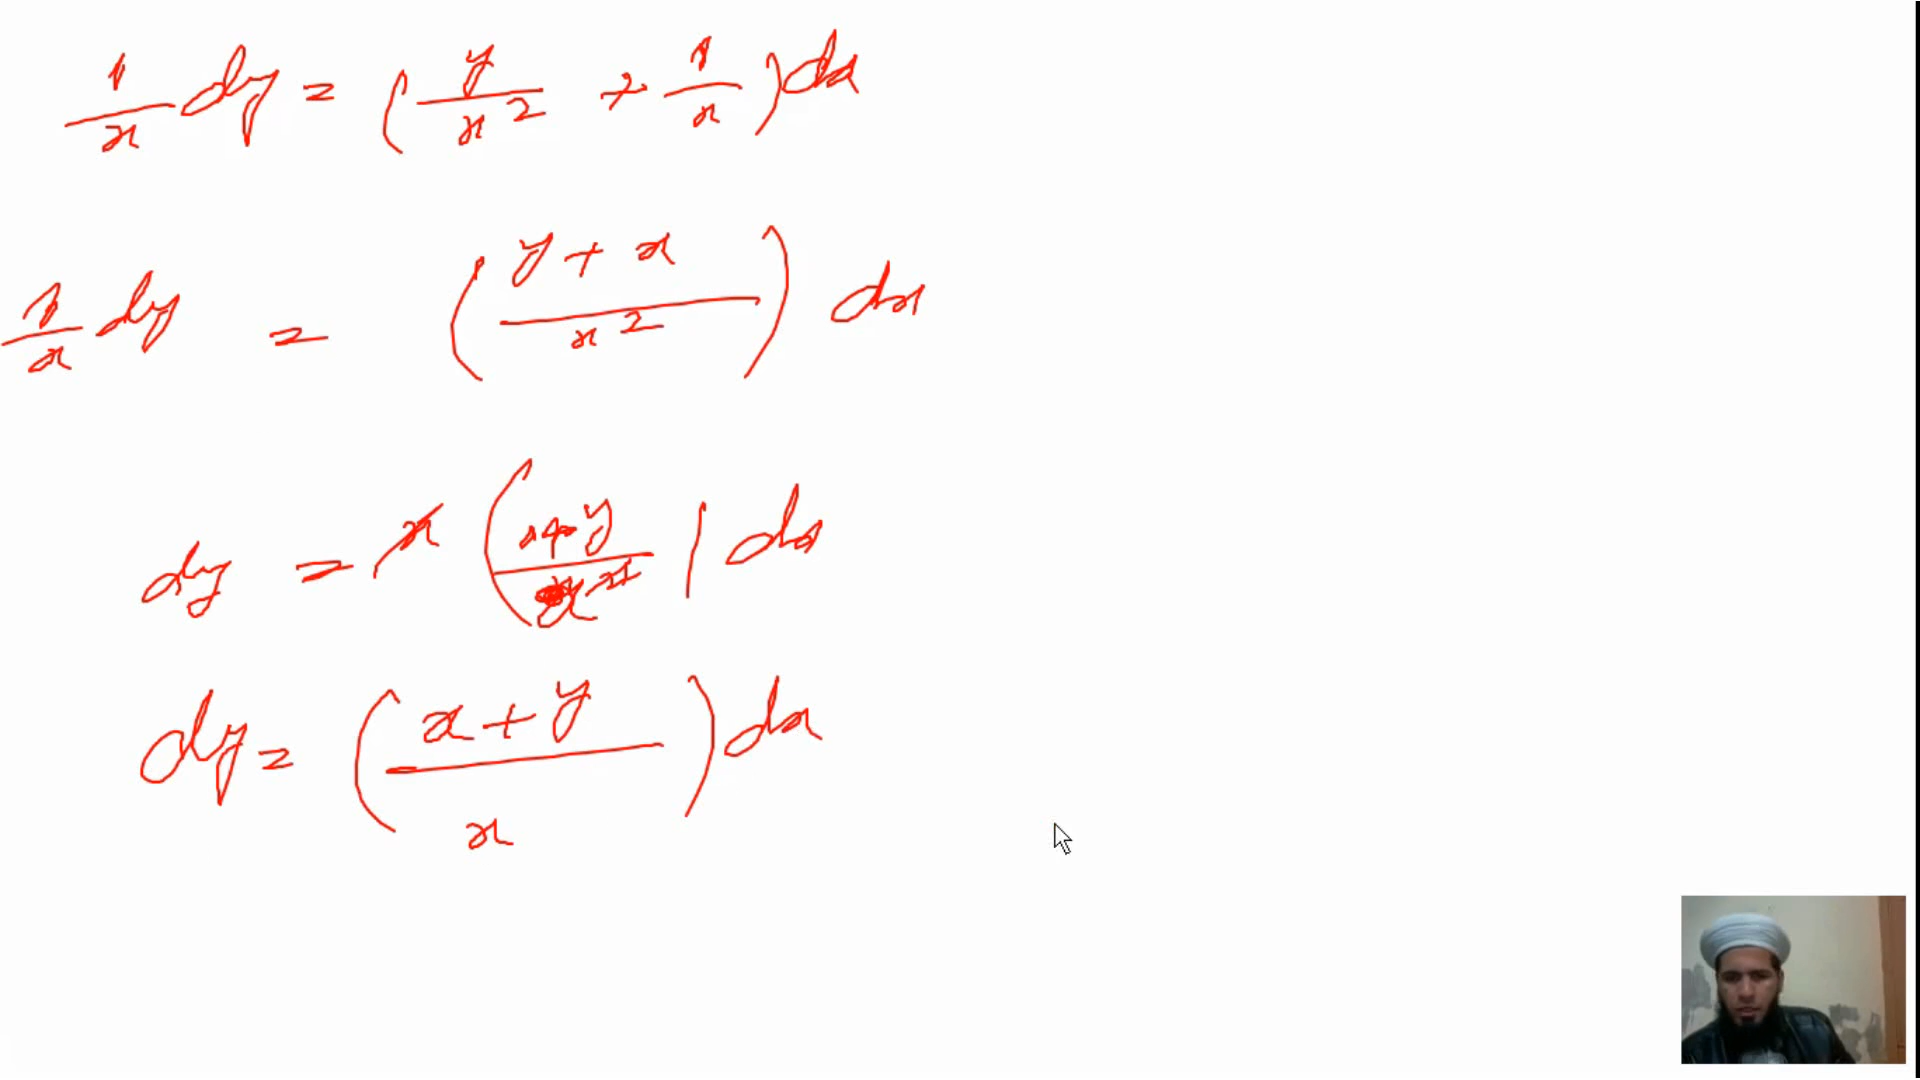 1/x dy = (y/x² + 1/x) dx
1/x dy = ((y + x)/x²) dx
dy = x ((x+y)/x²) dx
dy = ((x + y)/x) dx